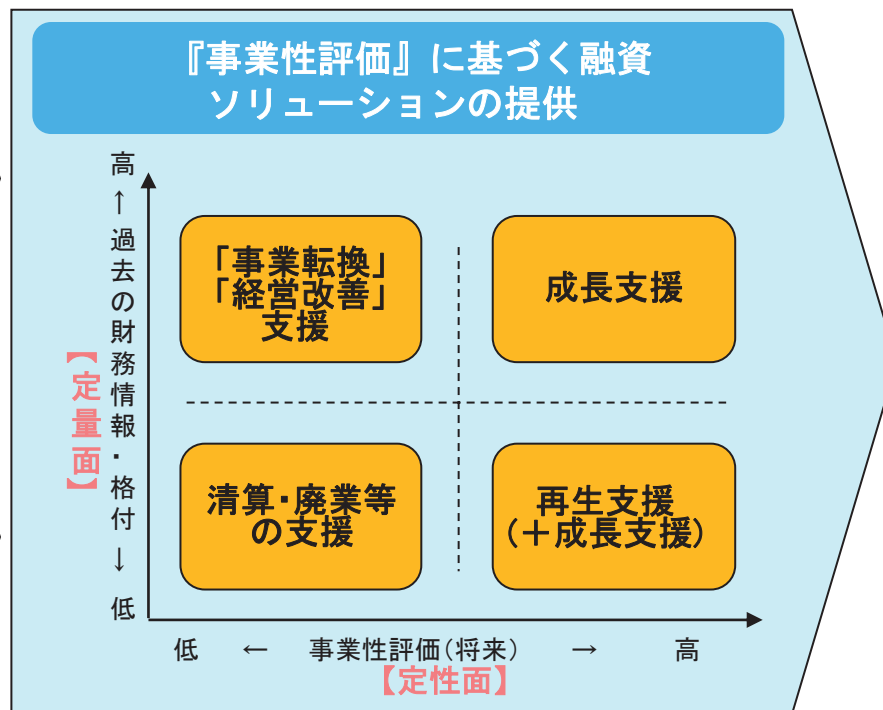 『事業性評価』に基づく融資
ソリューションの提供
高
↑
過去の財務情報・格付
↓
低
【定量面】
「事業転換」
「経営改善」
支援
成長支援
清算・廃業等
の支援
再生支援
(＋成長支援)
低 ← 事業性評価(将来) → 高
【定性面】